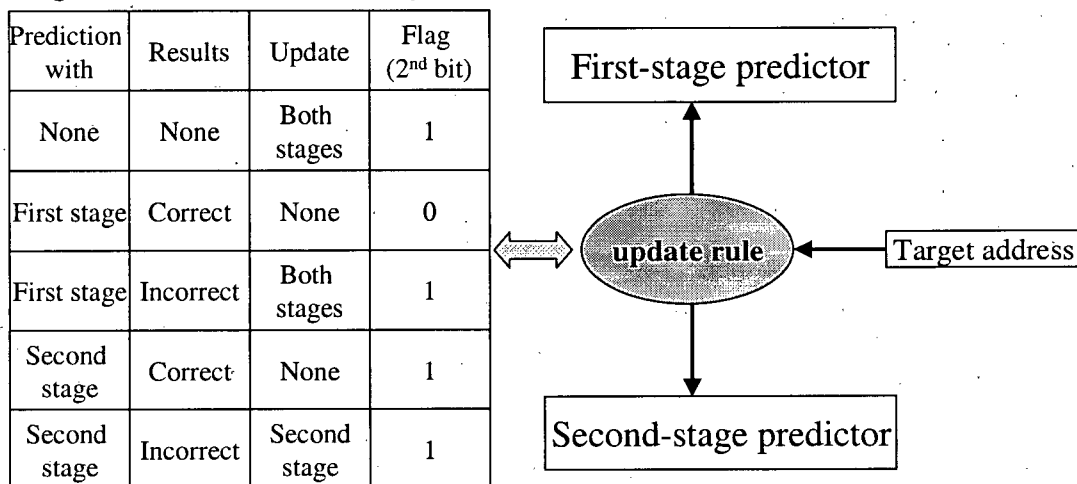 Prediction with
Results
Update
Flag (2nd bit)
None
None
Both stages
1
First stage
Correct
None
0
First stage
Incorrect
Both stages
1
Second stage
Correct
None
1
Second stage
Incorrect
Second stage
1
First-stage predictor
update rule
Target address
Second-stage predictor